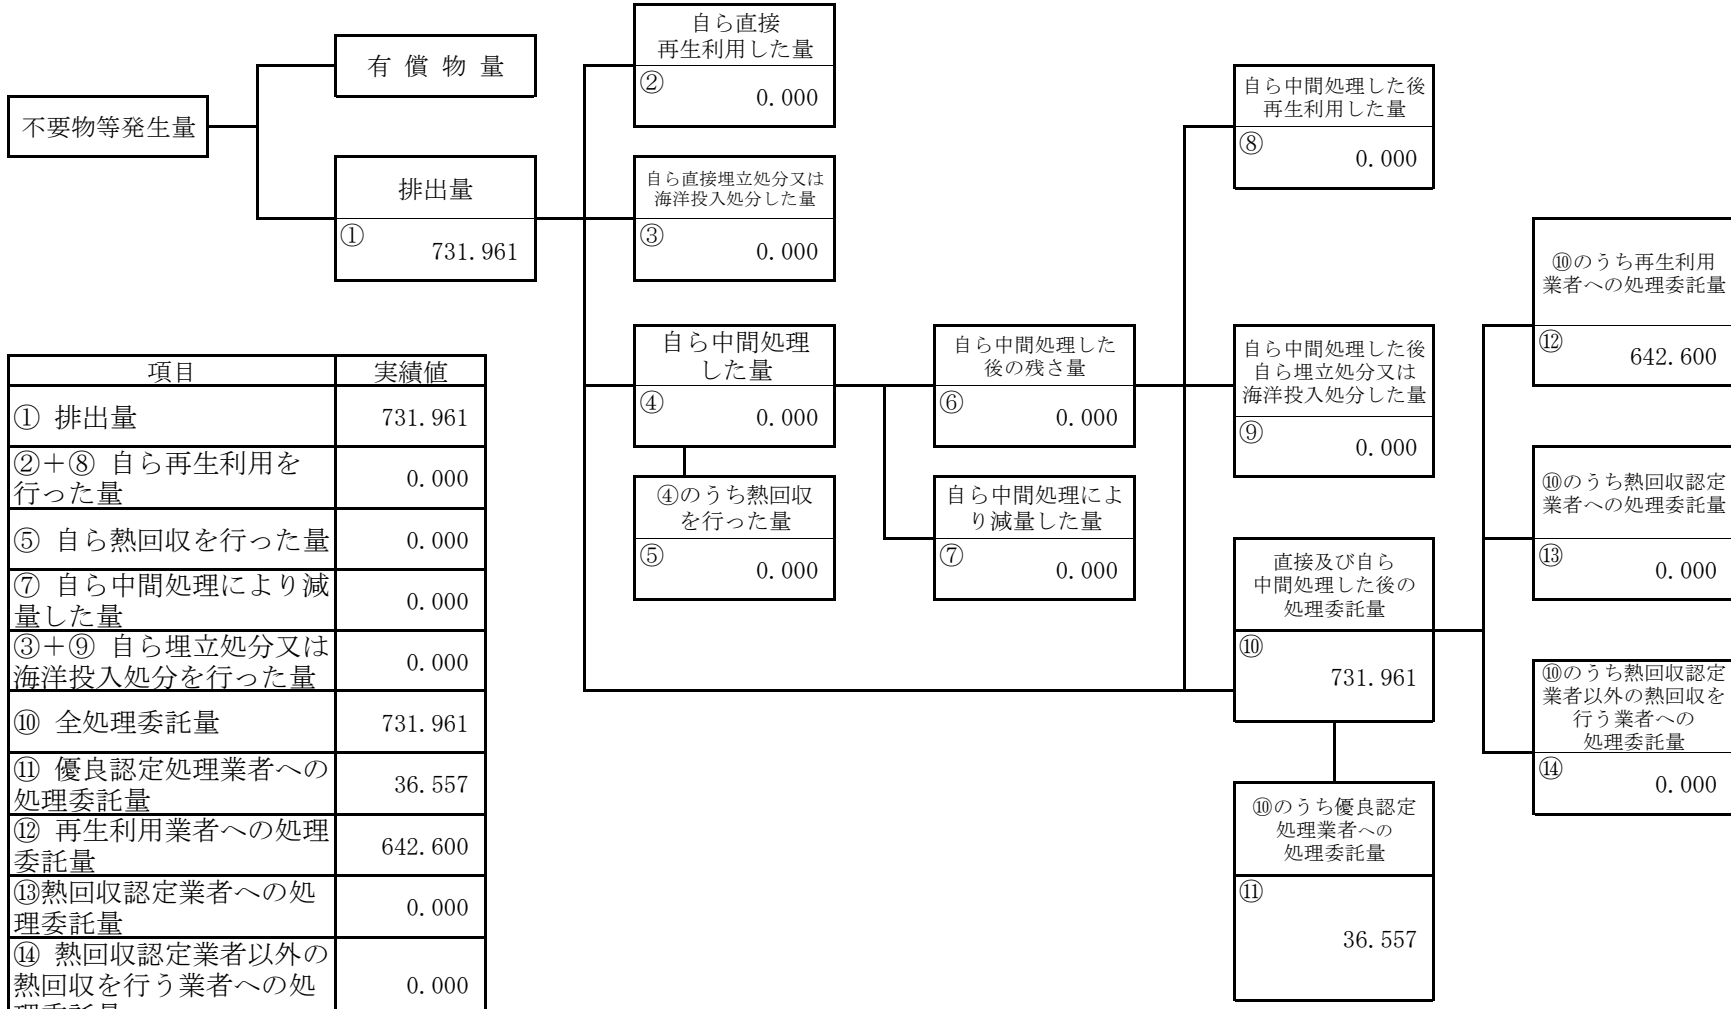 不要物等発生量
有 償 物 量
排出量
①
731.961
自ら直接
再生利用した量
②
0.000
自ら直接埋立処分又は
海洋投入処分した量
③
0.000
自ら中間処理
した量
④
0.000
④のうち熱回収
を行った量
⑤
0.000
自ら中間処理した
後の残さ量
⑥
0.000
自ら中間処理によ
り減量した量
⑦
0.000
自ら中間処理した後
再生利用した量
⑧
0.000
自ら中間処理した後
自ら埋立処分又は
海洋投入処分した量
⑨
0.000
直接及び自ら
中間処理した後の
処理委託量
⑩
731.961
⑩のうち優良認定
処理業者への
処理委託量
⑪
36.557
⑩のうち再生利用
業者への処理委託量
⑫
642.600
⑩のうち熱回収認定
業者への処理委託量
⑬
0.000
⑩のうち熱回収認定
業者以外の熱回収を
行う業者への
処理委託量
⑭
0.000
項目 実績値
① 排出量 731.961
②+⑧ 自ら再生利用を
行った量 0.000
⑤ 自ら熱回収を行った量 0.000
⑦ 自ら中間処理により減
量した量 0.000
③+⑨ 自ら埋立処分又は
海洋投入処分を行った量 0.000
⑩ 全処理委託量 731.961
⑪ 優良認定処理業者への
処理委託量 36.557
⑫ 再生利用業者への処理
委託量 642.600
⑬熱回収認定業者への処
理委託量 0.000
⑭ 熱回収認定業者以外の
熱回収を行う業者への処 0.000